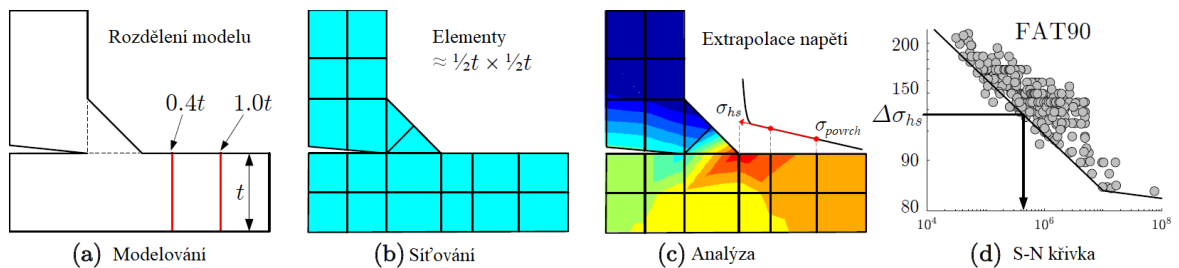 Rozdělení modelu
0.4t
1.0t
t
(a) Modelování
Elementy
≈ ½t × ½t
(b) Síťování
Extrapolace napětí
σhs
σpovrch
(c) Analýza
FAT90
200
150
Δσhs
90
80
10⁴
10⁶
10⁸
(d) S-N křivka